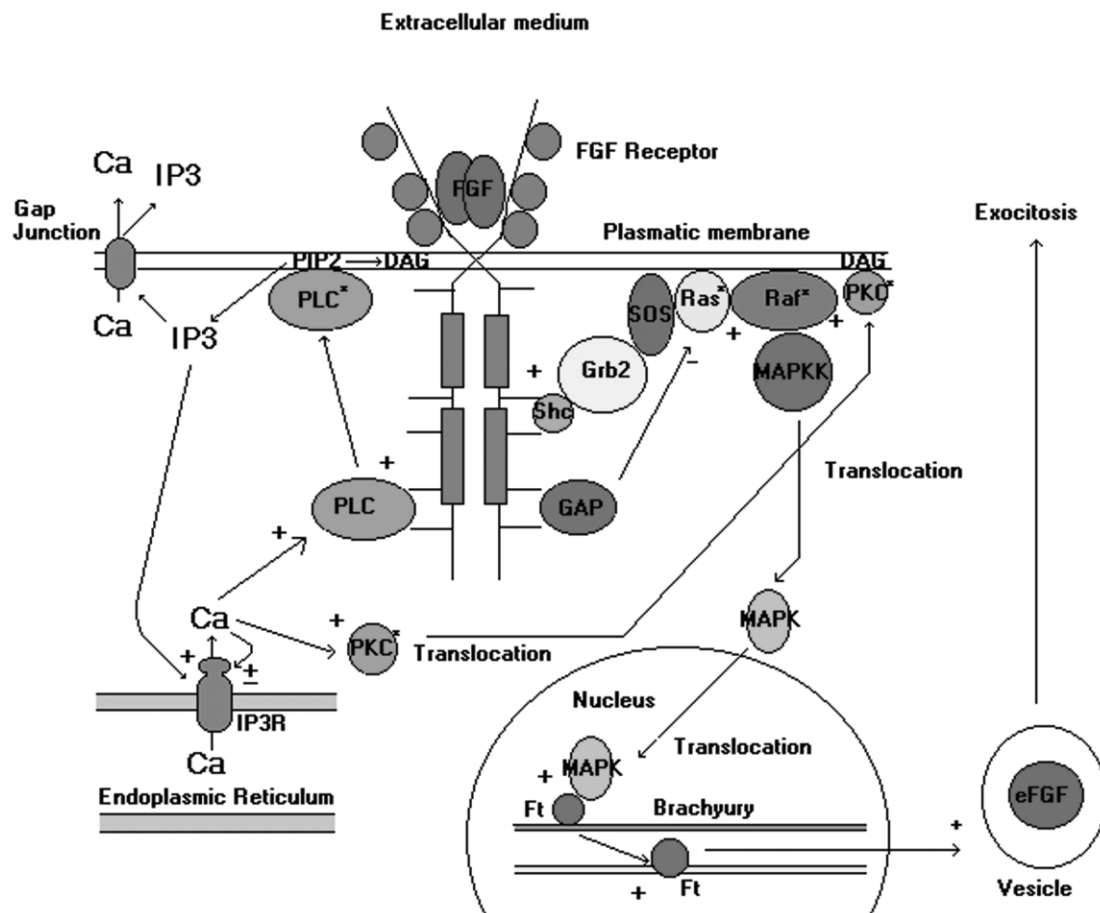 Extracellular medium
FGF Receptor
FGF
Ca
IP3
Gap
Junction
Exocitosis
Plasmatic membrane
PIP2
DAG
DAG
PLC*
SOS
Ras*
Raf*
PKC*
Ca
IP3
+
+
-
+
Grb2
MAPKK
Shc
+
Translocation
PLC
GAP
+
Ca
+
PKC*
Translocation
MAPK
+
+
-
IP3R
Nucleus
Ca
Translocation
Endoplasmic Reticulum
+
MAPK
eFGF
Ft
Brachyury
+
+
Ft
Vesicle